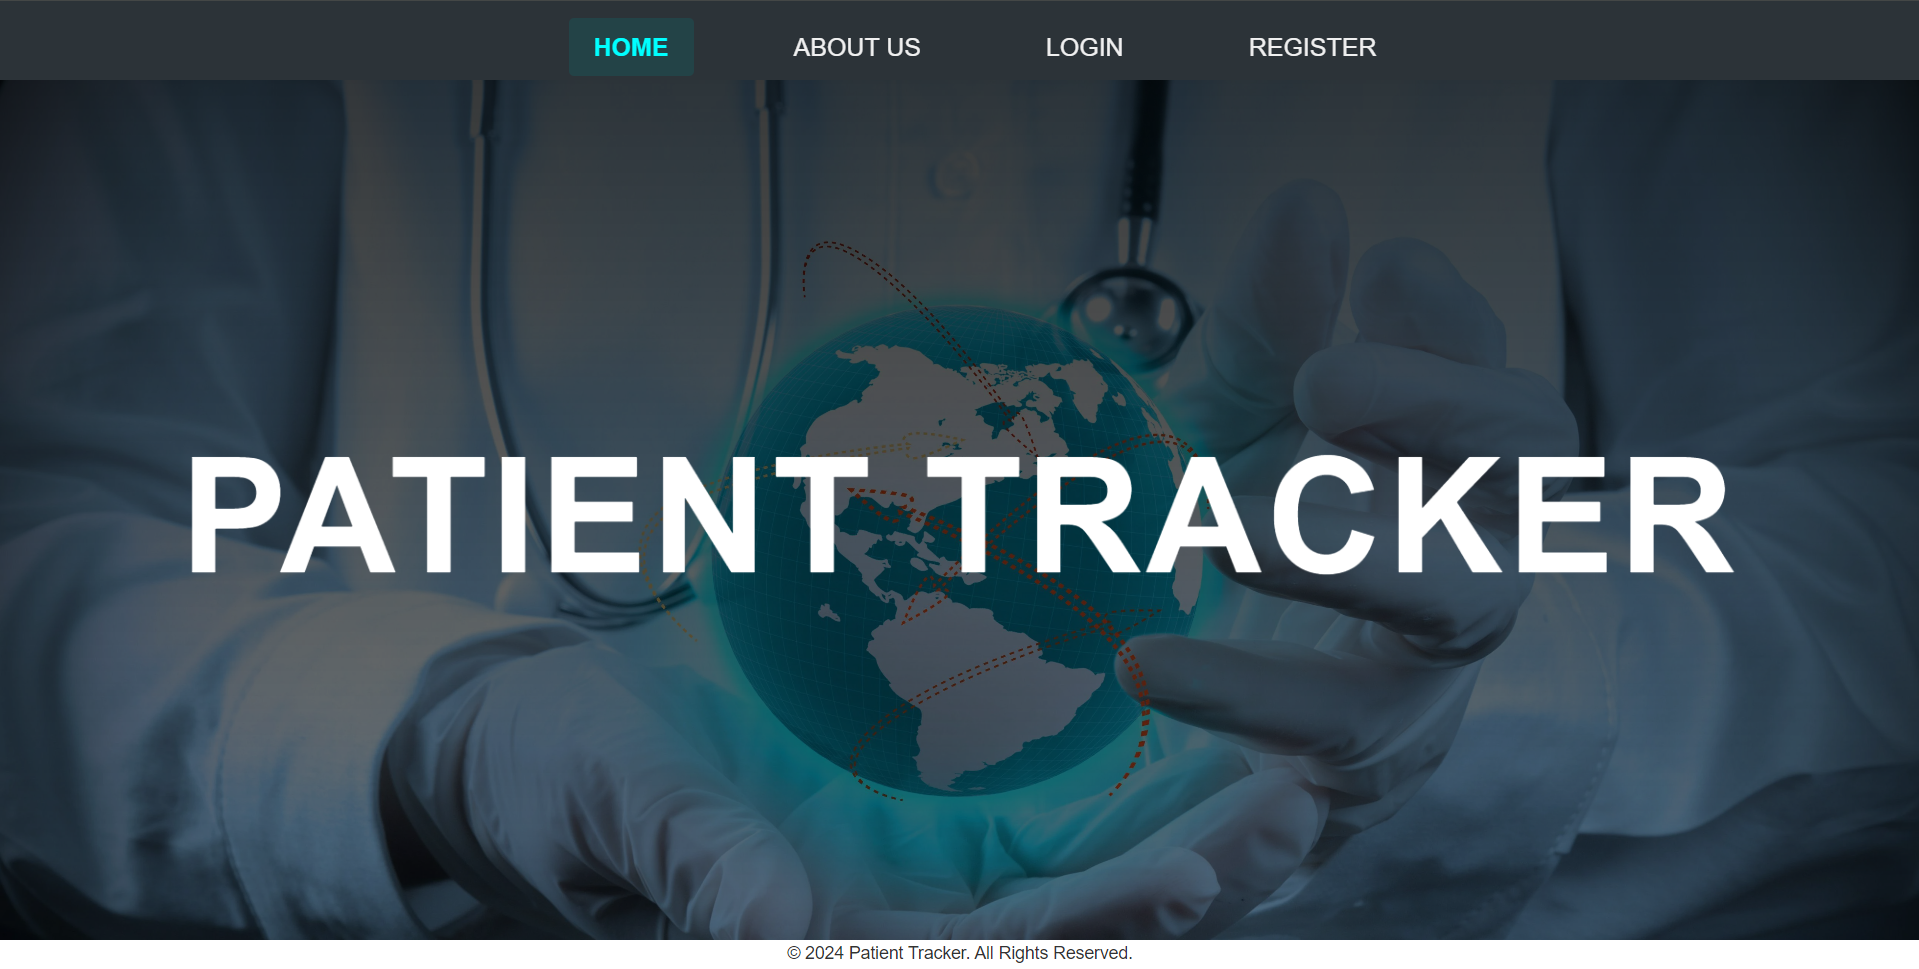 HOME ABOUT US LOGIN REGISTER
PATIENT TRACKER
© 2024 Patient Tracker. All Rights Reserved.